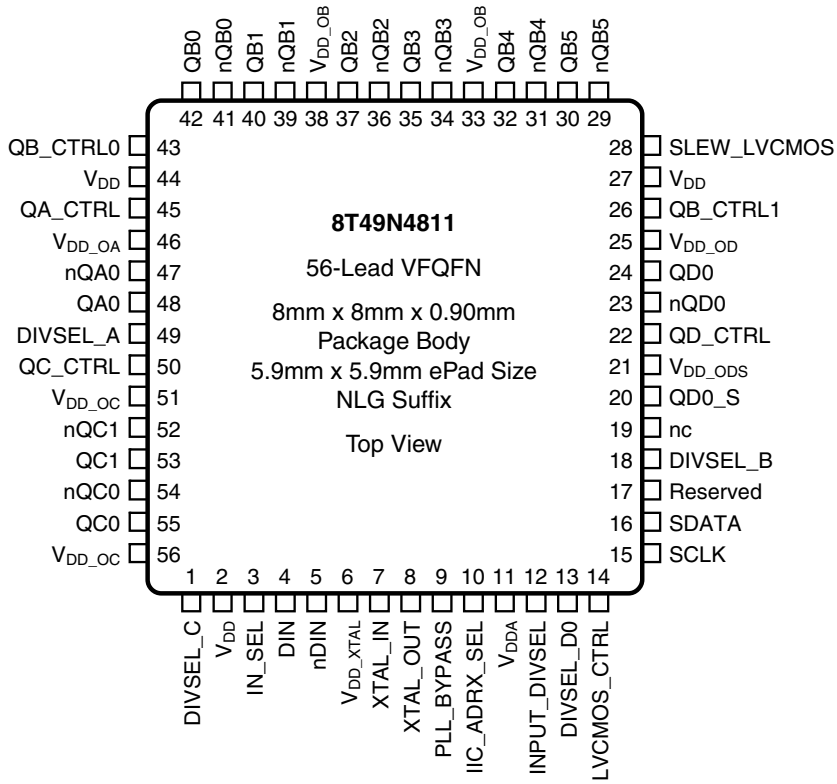 QB0
nQB0
QB1
nQB1
VDD_OB
QB2
nQB2
QB3
nQB3
VDD_OB
QB4
nQB4
QB5
nQB5
42 41 40 39 38 37 36 35 34 33 32 31 30 29
QB_CTRL0 43
VDD 44
QA_CTRL 45
VDD_OA 46
nQA0 47
QA0 48
DIVSEL_A 49
QC_CTRL 50
VDD_OC 51
nQC1 52
QC1 53
nQC0 54
QC0 55
VDD_OC 56
8T49N4811
56-Lead VFQFN
8mm x 8mm x 0.90mm
Package Body
5.9mm x 5.9mm ePad Size
NLG Suffix
Top View
28 SLEW_LVCMOS
27 VDD
26 QB_CTRL1
25 VDD_OD
24 QD0
23 nQD0
22 QD_CTRL
21 VDD_ODS
20 QD0_S
19 nc
18 DIVSEL_B
17 Reserved
16 SDATA
15 SCLK
1 2 3 4 5 6 7 8 9 10 11 12 13 14
DIVSEL_C
VDD
IN_SEL
DIN
nDIN
VDD_XTAL
XTAL_IN
XTAL_OUT
PLL_BYPASS
IIC_ADRX_SEL
VDDA
INPUT_DIVSEL
DIVSEL_D0
LVCMOS_CTRL